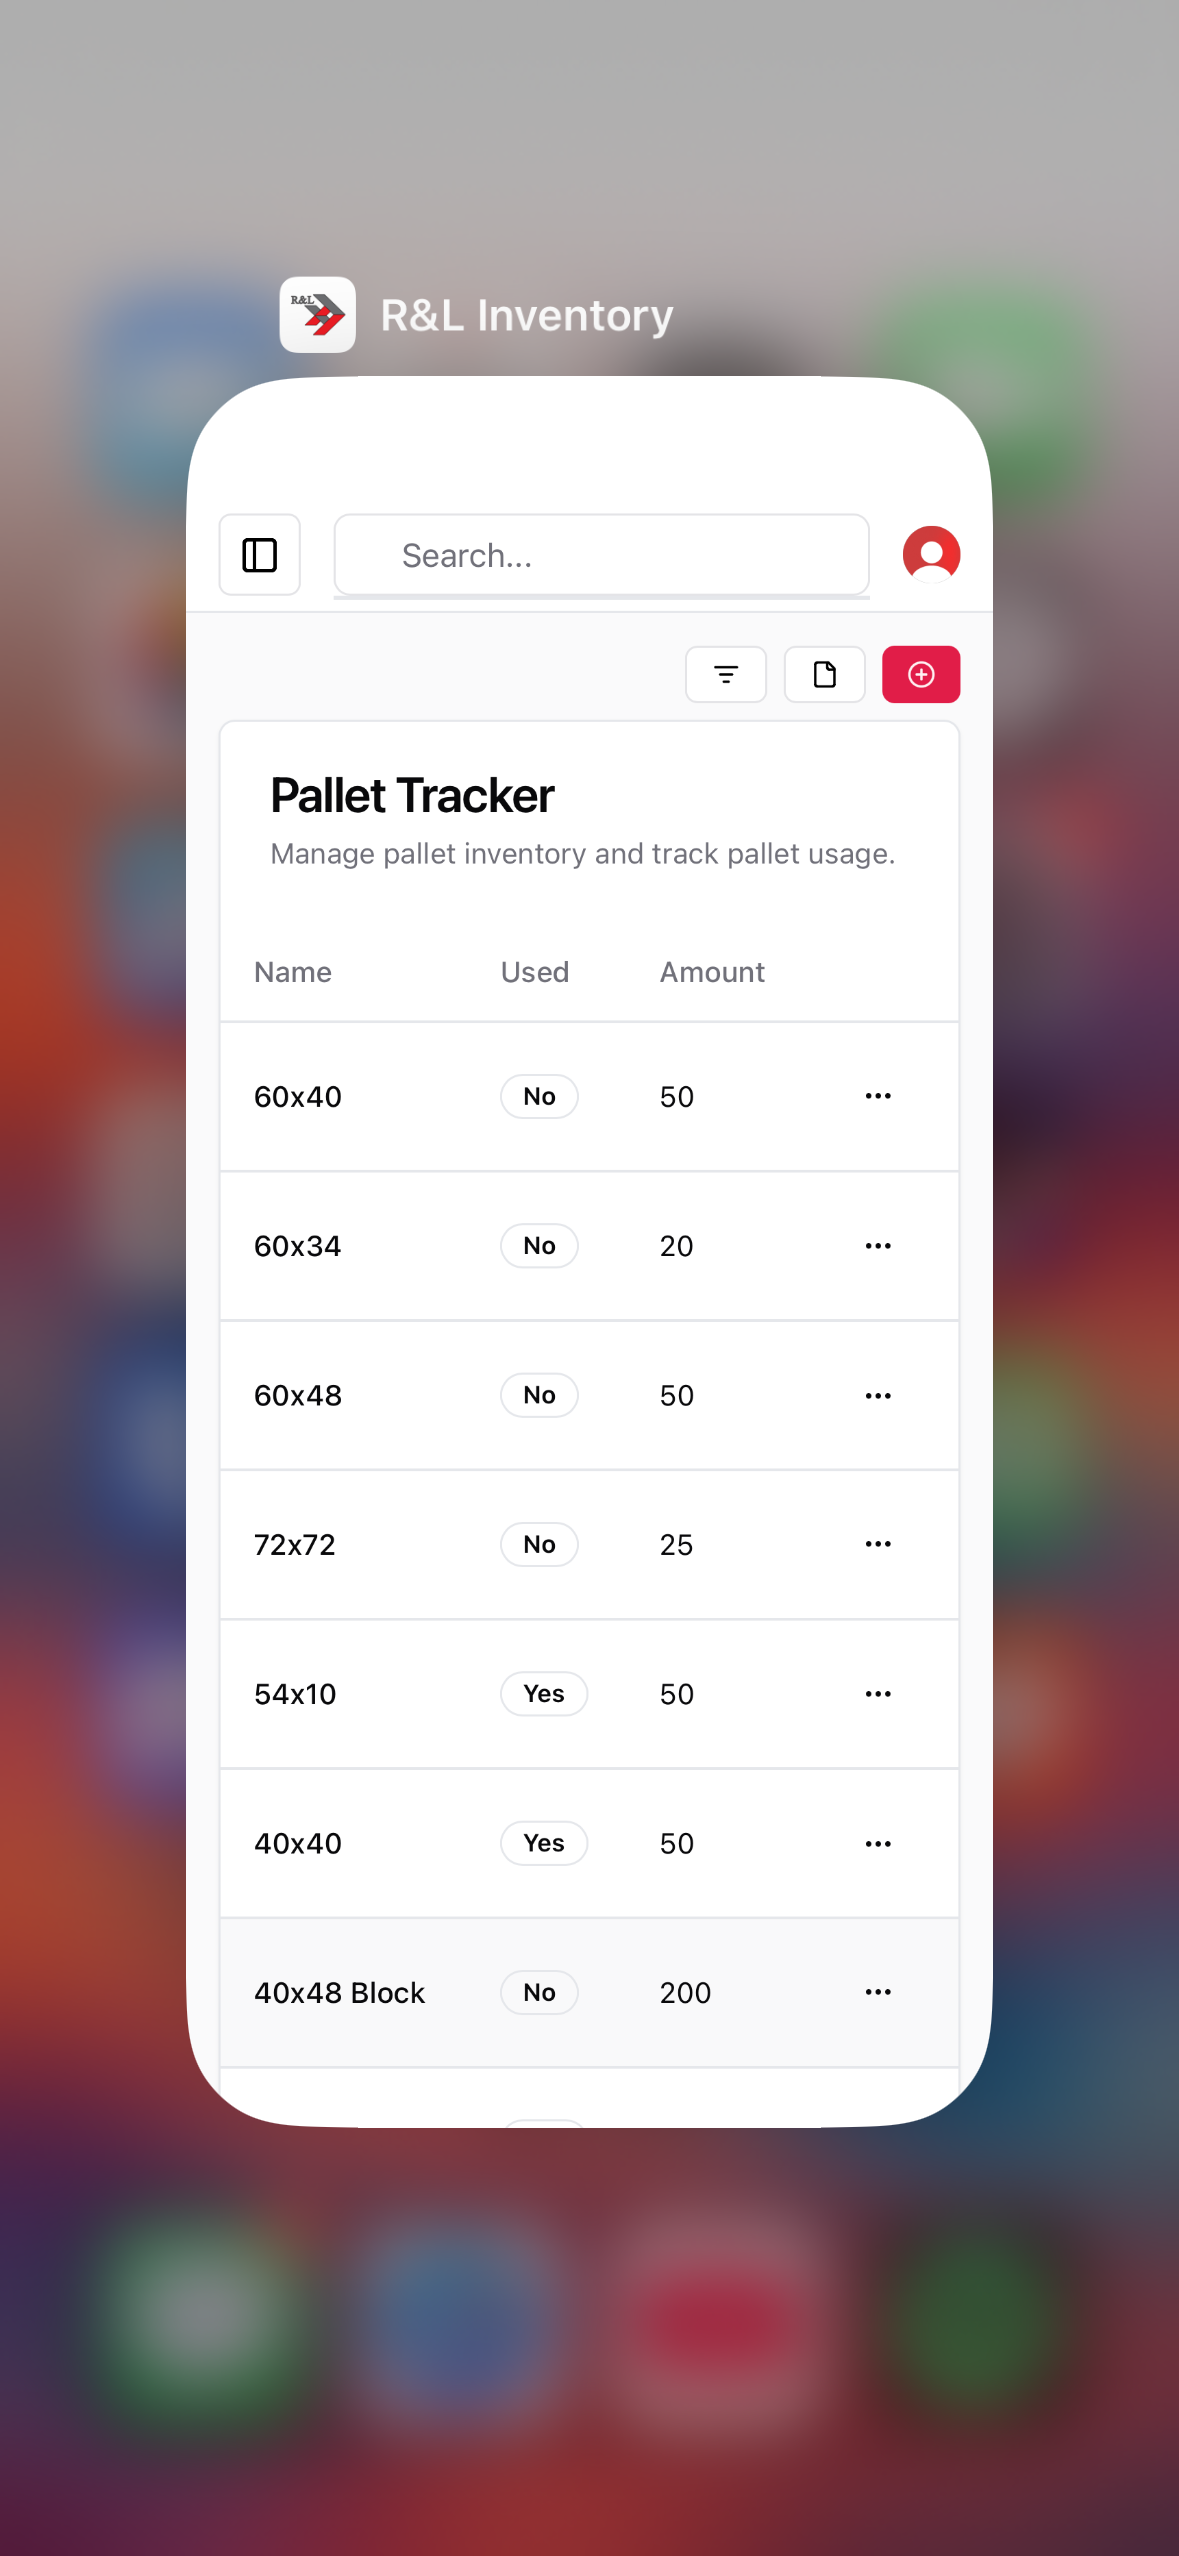 R&L
R&L Inventory
Search...
Pallet Tracker
Manage pallet inventory and track pallet usage.
Name Used Amount
60x40 No 50
60x34 No 20
60x48 No 50
72x72 No 25
54x10 Yes 50
40x40 Yes 50
40x48 Block No 200